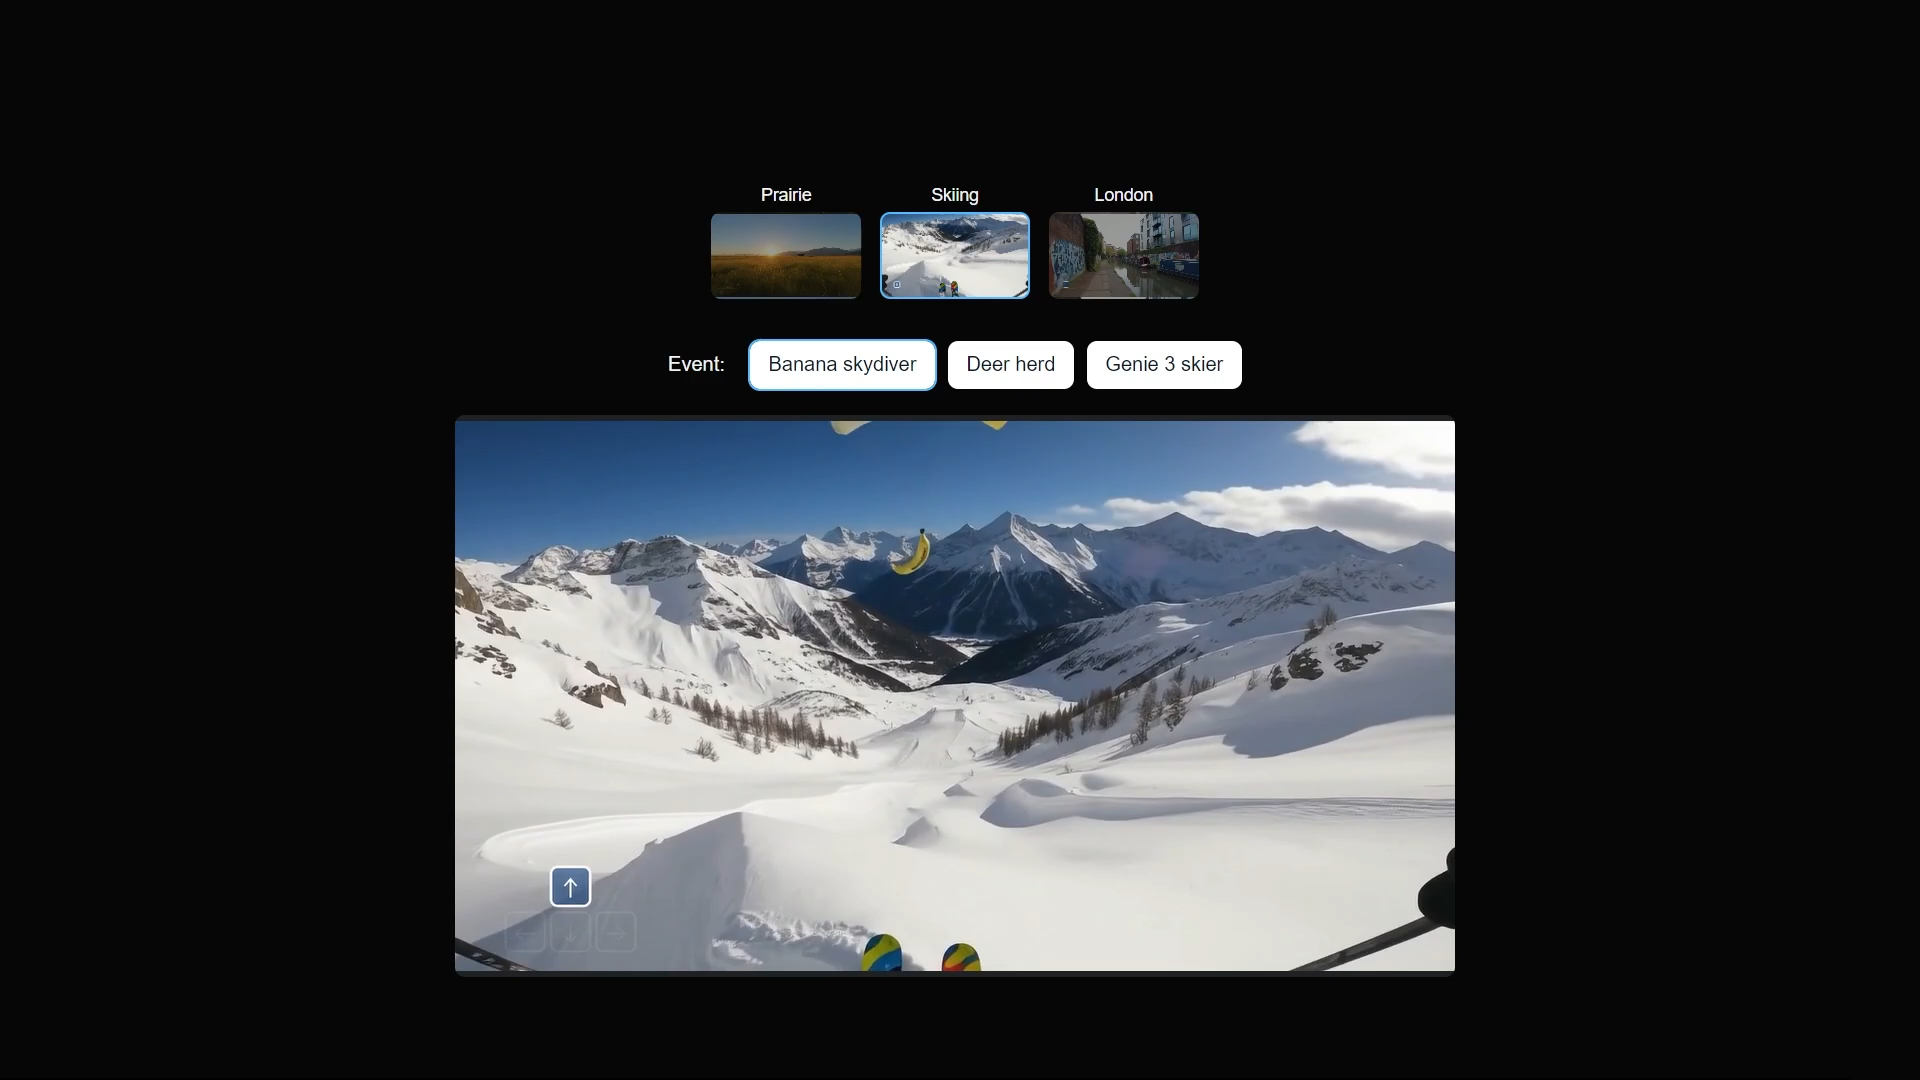 Prairie
Skiing
London
Event:
Banana skydiver
Deer herd
Genie 3 skier